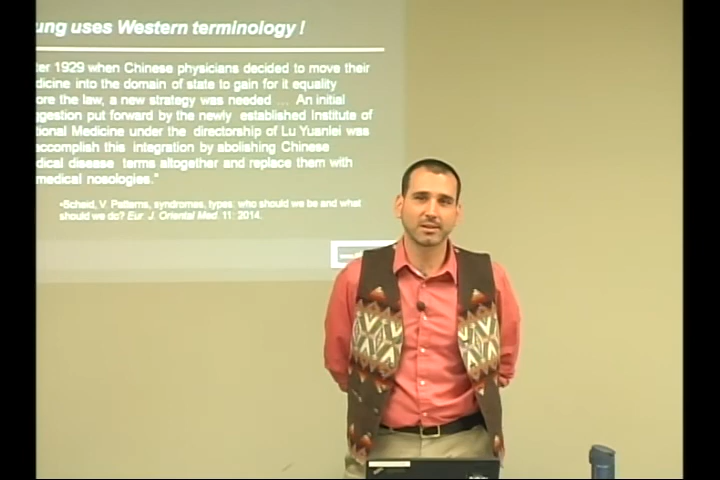 ung uses Western terminology !
ter 1929 when Chinese physicians decided to move their
dicine into the domain of state to gain for it equality
ore the law, a new strategy was needed … An initial
ggestion put forward by the newly established Institute of
tional Medicine under the directorship of Lu Yuanlei was
accomplish this integration by abolishing Chinese
dical disease terms altogether and replace them with
medical nosologies."
•Scheid, V. Patterns, syndromes, types: who should we be and what
should we do? Eur. J. Oriental Med. 11: 2014.